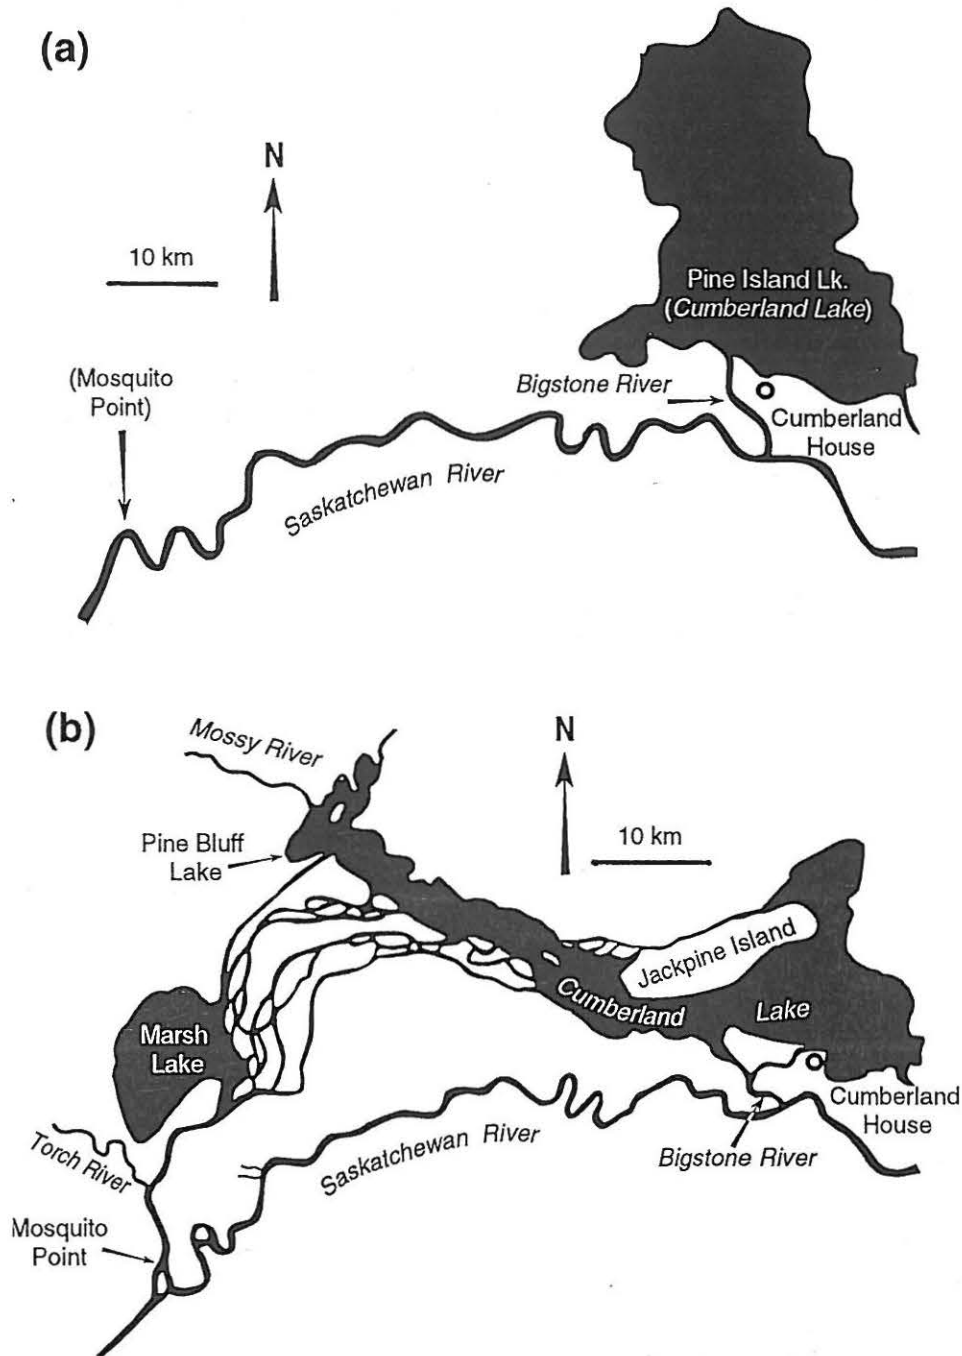 (a)
N
10 km
Pine Island Lk.
(Cumberland Lake)
(Mosquito
Point)
Bigstone River
Cumberland
House
Saskatchewan River
(b)
Mossy River
N
10 km
Pine Bluff
Lake
Jackpine Island
Cumberland
Lake
Marsh
Lake
Cumberland
House
Torch River
Saskatchewan River
Bigstone River
Mosquito
Point